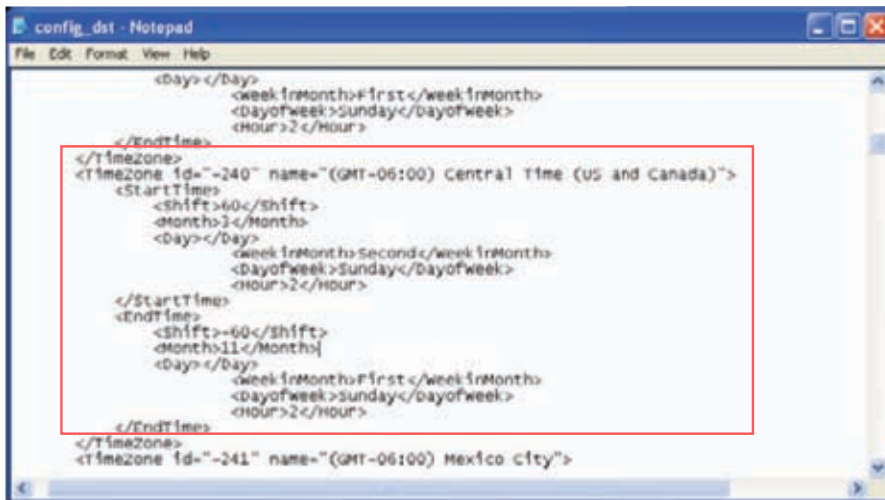 config_dst - Notepad
File Edit Format View Help
<Day></Day>
<WeekinMonth>First</WeekinMonth>
<DayofWeek>Sunday</DayofWeek>
<Hour>2</Hour>
</EndTime>
</TimeZone>
<TimeZone id="-240" name="(GMT-06:00) Central Time (US and Canada)">
<StartTime>
<Shift>60</Shift>
<Month>3</Month>
<Day></Day>
<WeekinMonth>Second</WeekinMonth>
<DayofWeek>Sunday</DayofWeek>
<Hour>2</Hour>
</StartTime>
<EndTime>
<Shift>-60</Shift>
<Month>11</Month>
<Day></Day>
<WeekinMonth>First</WeekinMonth>
<DayofWeek>Sunday</DayofWeek>
<Hour>2</Hour>
</EndTime>
</TimeZone>
<TimeZone id="-241" name="(GMT-06:00) Mexico City">